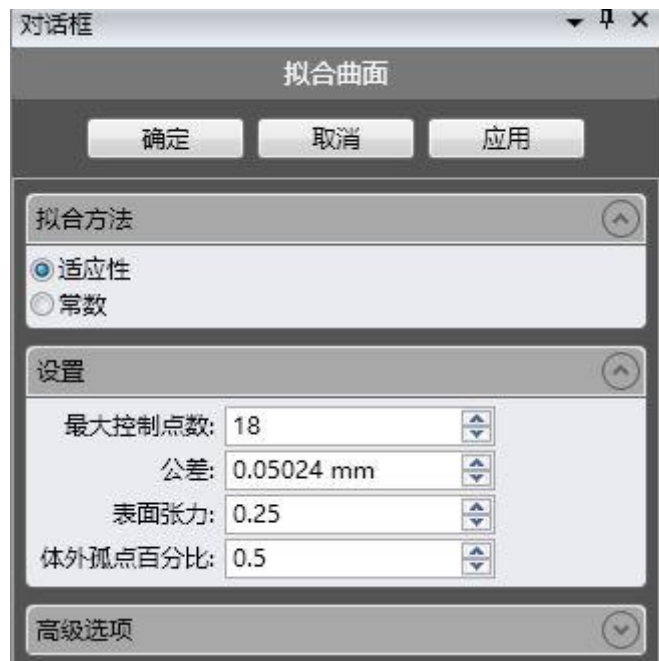 对话框
拟合曲面
确定 取消 应用
拟合方法
适应性
常数
设置
最大控制点数: 18
公差: 0.05024 mm
表面张力: 0.25
体外孤点百分比: 0.5
高级选项